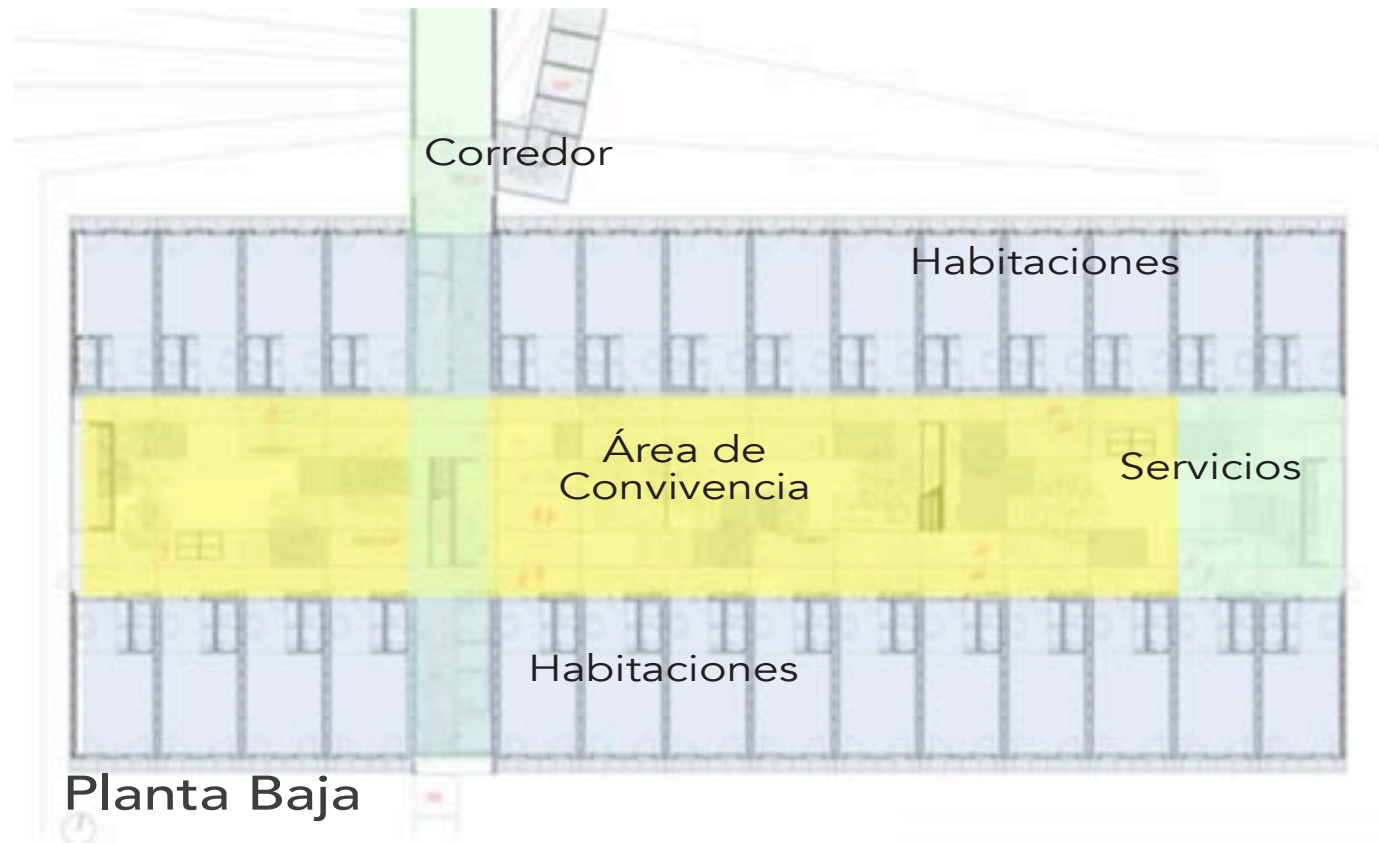 Corredor
Habitaciones
Área de
Convivencia
Servicios
Habitaciones
Planta Baja